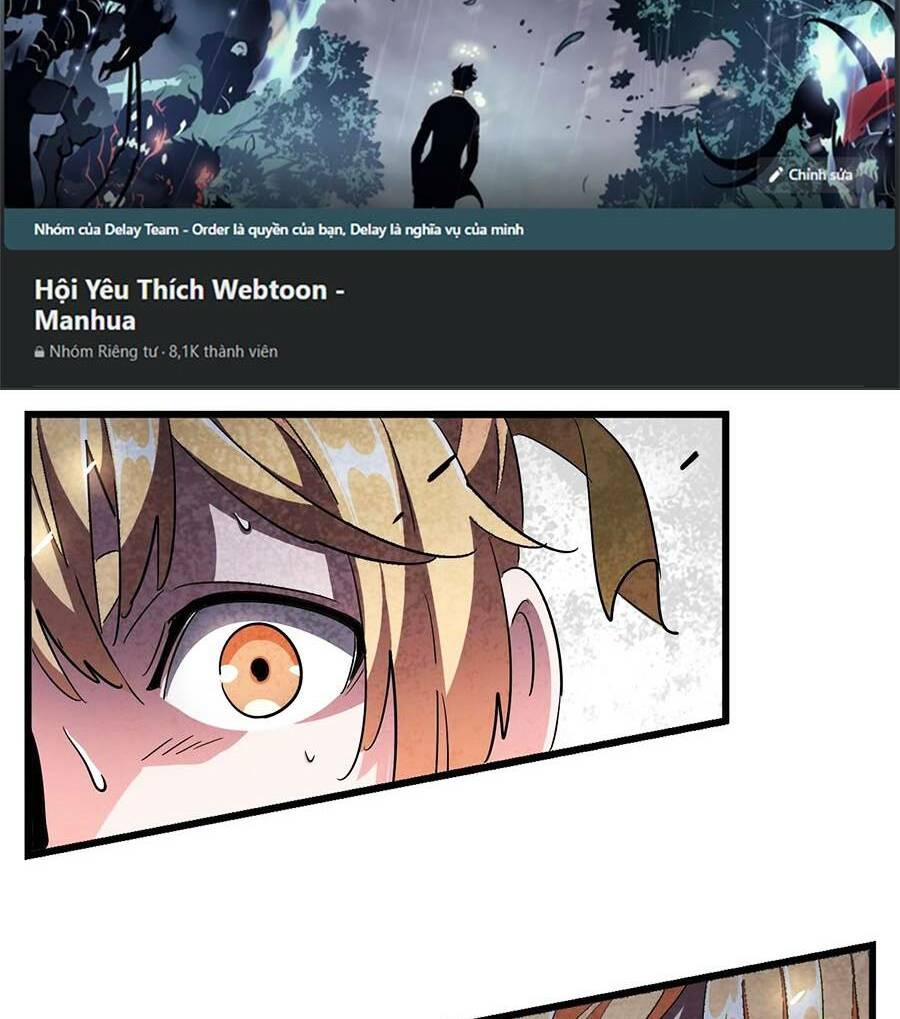 Chỉnh sửa
Nhóm của Delay Team - Order là quyền của bạn, Delay là nghĩa vụ của mình
Hội Yêu Thích Webtoon -
Manhua
Nhóm Riêng tư · 8,1K thành viên